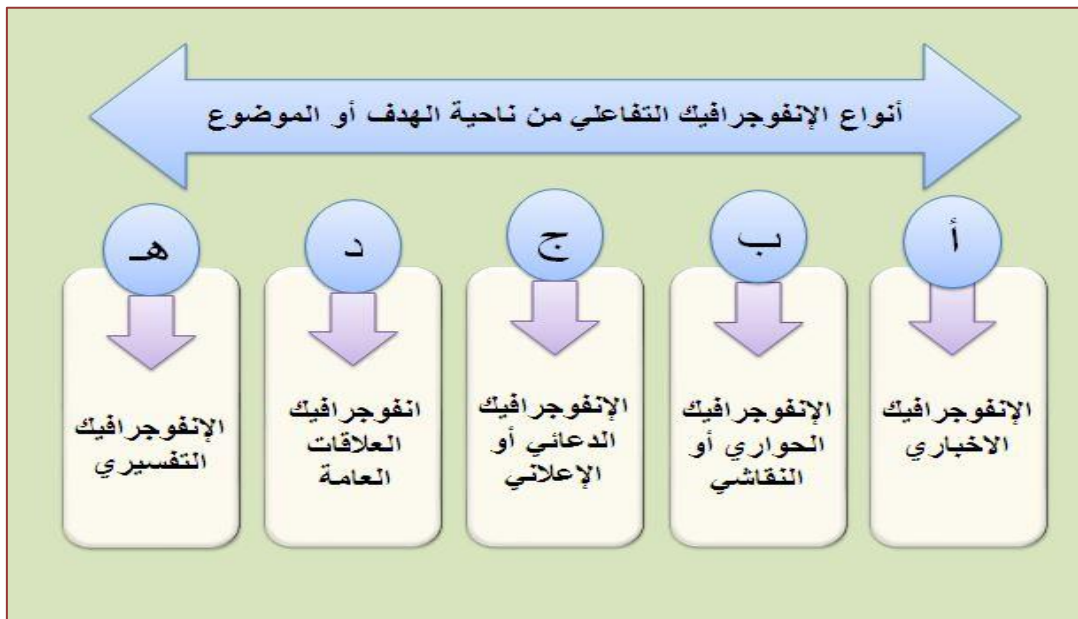 أنواع الإنفوجرافيك التفاعلي من ناحية الهدف أو الموضوع
أ
الإنفوجرافيك
الاخباري
ب
الإنفوجرافيك
الحواري أو
النقاشي
ج
الإنفوجرافيك
الدعائي أو
الإعلاني
د
انفوجرافيك
العلاقات
العامة
هـ
الإنفوجرافيك
التفسيري